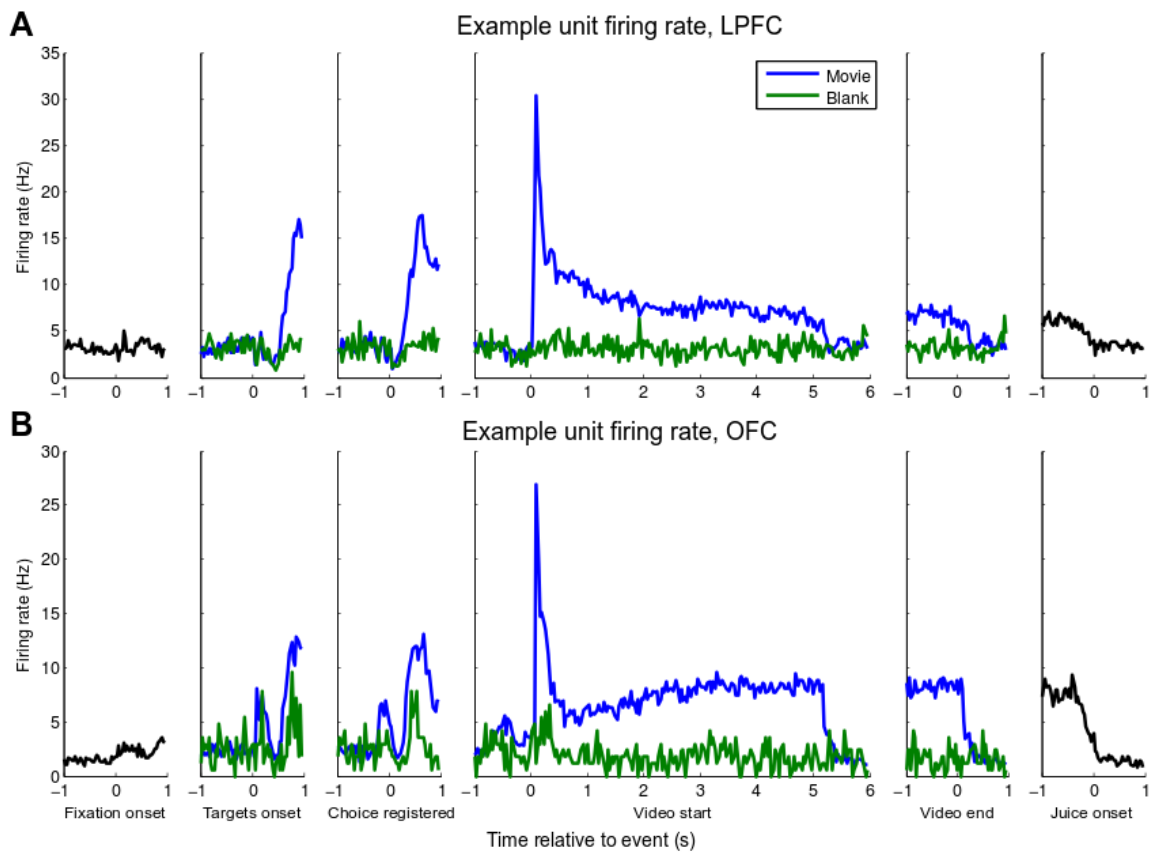 A
Example unit firing rate, LPFC
Firing rate (Hz)
35
30
25
20
15
10
5
0
Movie
Blank
−1 0 1 −1 0 1 −1 0 1 −1 0 1 2 3 4 5 6 −1 0 1 −1 0 1
B
Example unit firing rate, OFC
Firing rate (Hz)
30
25
20
15
10
5
0
−1 0 1 −1 0 1 −1 0 1 −1 0 1 2 3 4 5 6 −1 0 1 −1 0 1
Fixation onset Targets onset Choice registered Video start Video end Juice onset
Time relative to event (s)